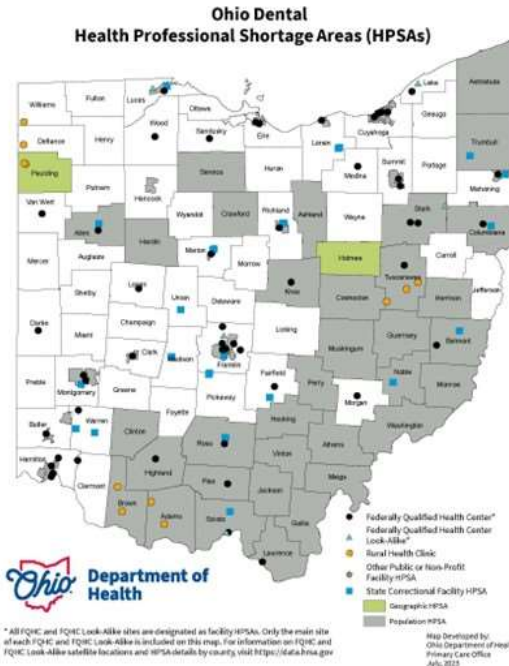 Ohio Dental
Health Professional Shortage Areas (HPSAs)
Williams
Fulton
Lucas
Ottawa
Lake
Ashtabula
Geauga
Defiance
Henry
Wood
Sandusky
Erie
Lorain
Cuyahoga
Trumbull
Paulding
Putnam
Hancock
Seneca
Huron
Medina
Summit
Portage
Mahoning
Van Wert
Allen
Wyandot
Crawford
Richland
Ashland
Wayne
Stark
Columbiana
Hardin
Marion
Morrow
Holmes
Carroll
Mercer
Auglaize
Tuscarawas
Jefferson
Shelby
Logan
Union
Delaware
Knox
Coshocton
Harrison
Darke
Miami
Champaign
Licking
Guernsey
Belmont
Clark
Madison
Franklin
Muskingum
Preble
Montgomery
Greene
Fairfield
Perry
Noble
Monroe
Pickaway
Morgan
Fayette
Butler
Warren
Clinton
Hocking
Washington
Ross
Athens
Hamilton
Clermont
Highland
Vinton
Pike
Meigs
Jackson
Brown
Adams
Scioto
Gallia
Lawrence
Federally Qualified Health Center*
Federally Qualified Health Center
Look-Alike*
Rural Health Clinic
Other Public or Non-Profit
Facility HPSA
State Correctional Facility HPSA
Geographic HPSA
Population HPSA
Ohio
Department of
Health
* All FQHC and FQHC Look-Alike sites are designated as facility HPSAs. Only the main site
of each FQHC and FQHC Look-Alike is included on this map. For information on FQHC and
FQHC Look-Alike satellite locations and HPSA details by county, visit https://data.hrsa.gov
Map Developed by:
Ohio Department of Heal
Primary Care Office
July, 2023